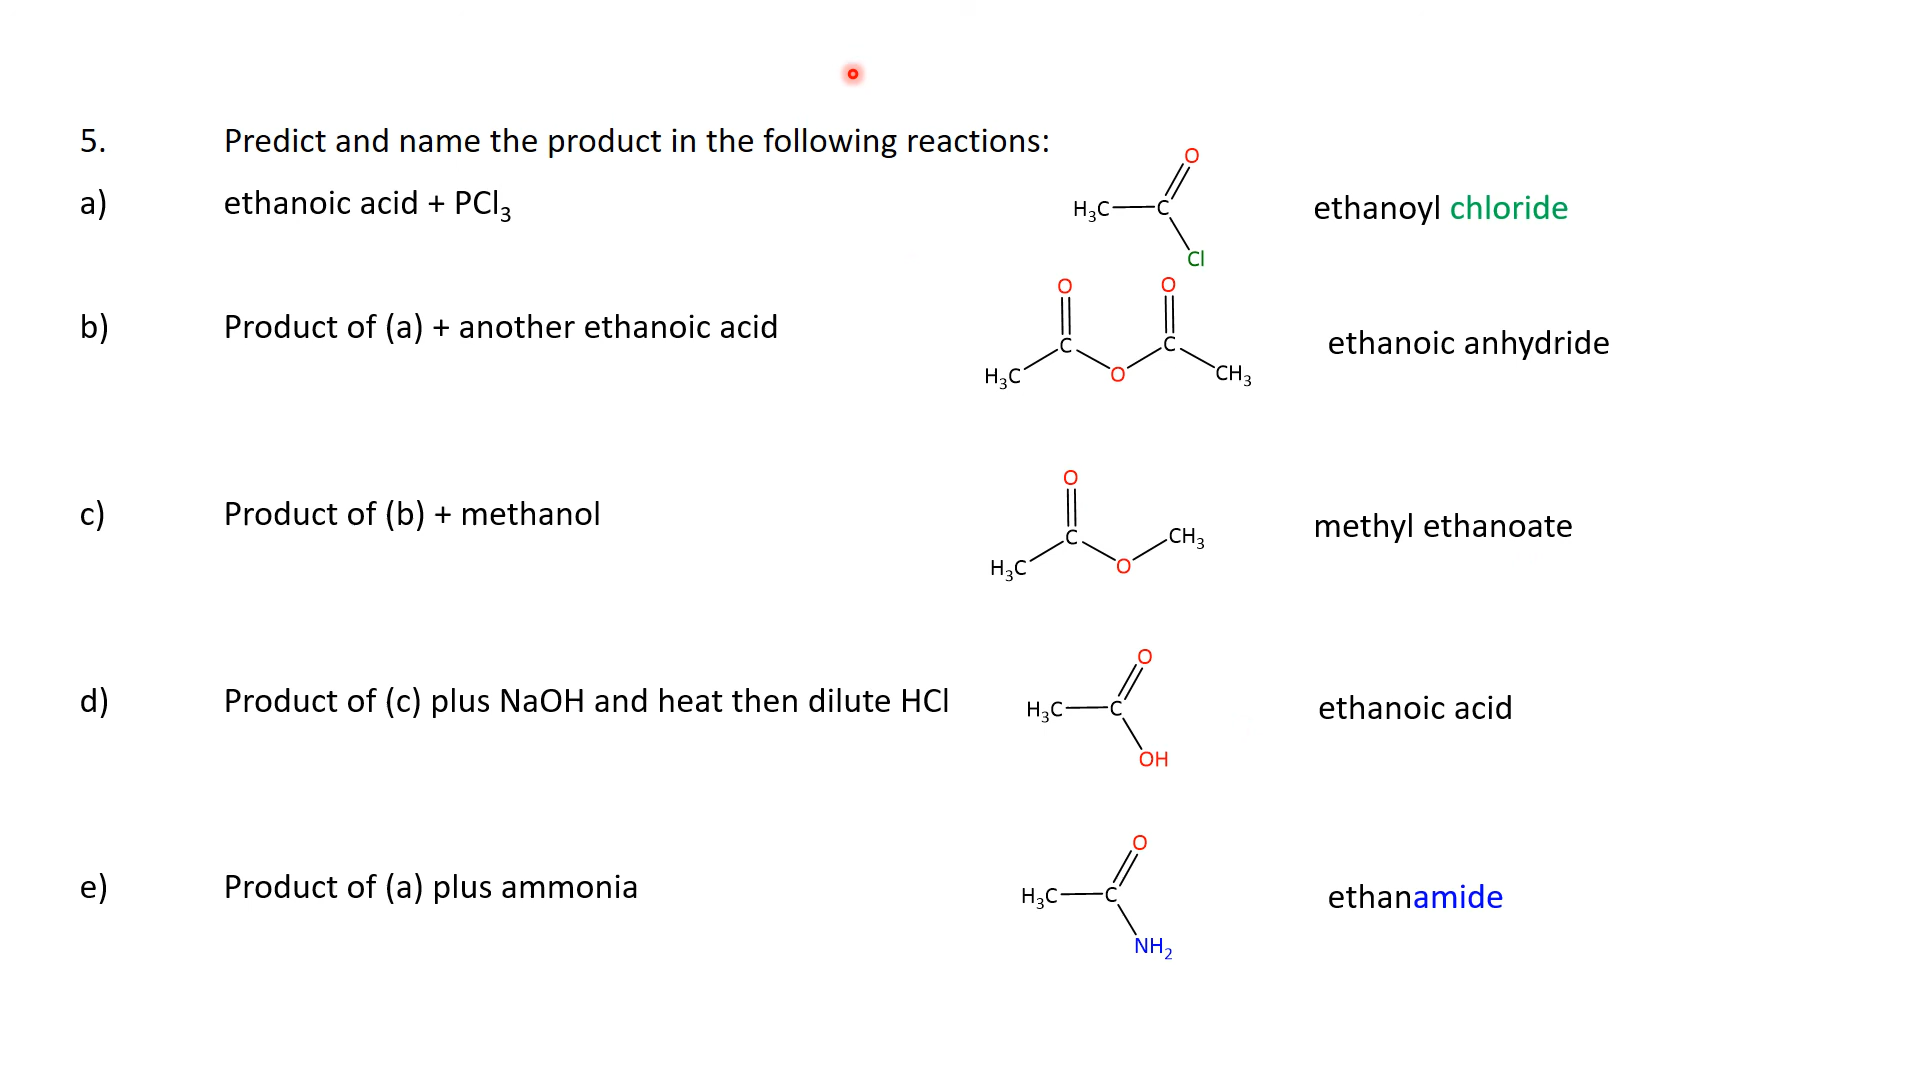 5. Predict and name the product in the following reactions:
a) ethanoic acid + PCl₃
O
H₃C C
Cl
ethanoyl chloride
b) Product of (a) + another ethanoic acid
O O
C C
H₃C O CH₃
ethanoic anhydride
c) Product of (b) + methanol
O
C CH₃
H₃C O
methyl ethanoate
d) Product of (c) plus NaOH and heat then dilute HCl
O
H₃C C
OH
ethanoic acid
e) Product of (a) plus ammonia
O
H₃C C
NH₂
ethanamide